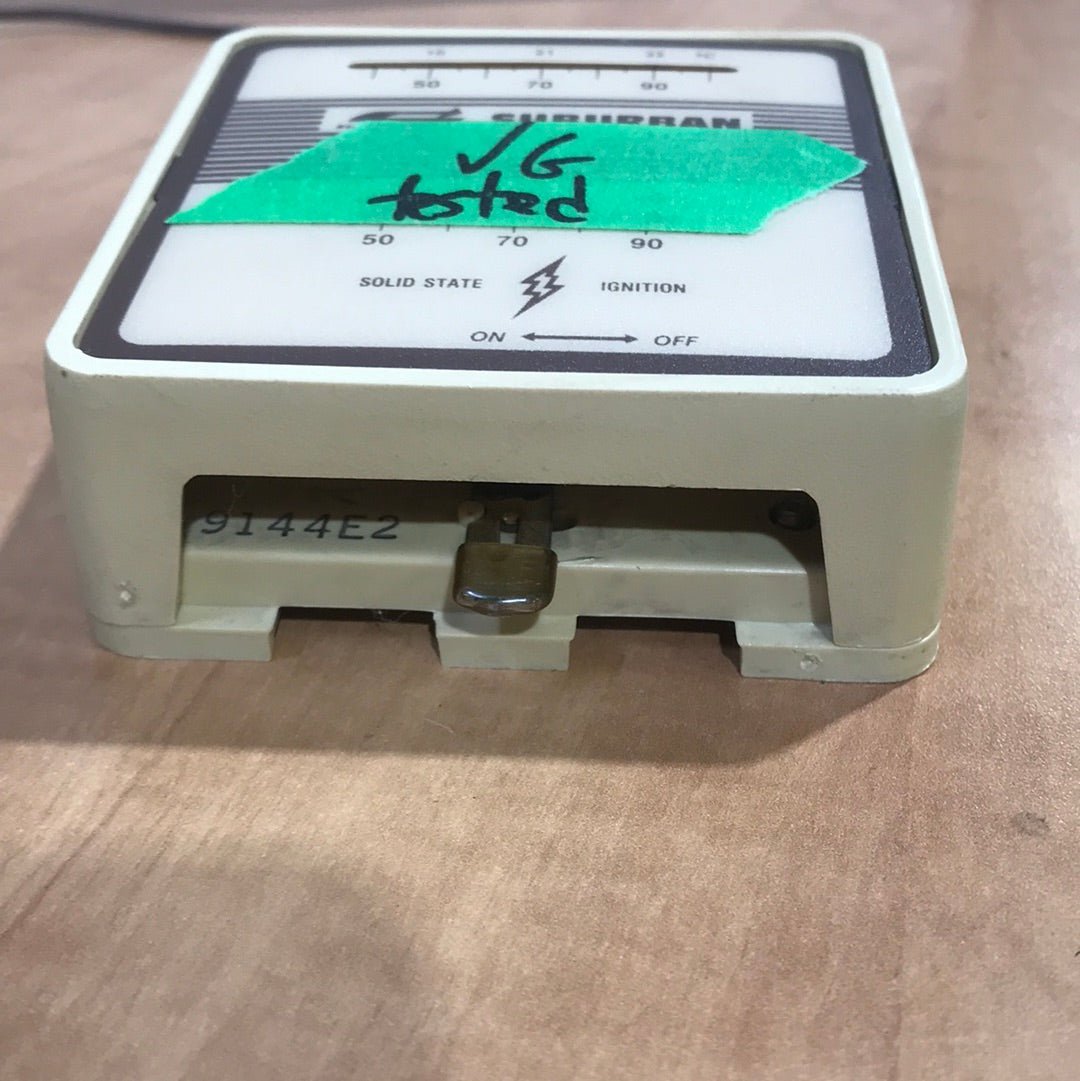 50 70 90
SUBURBAN
VG
tested
50 70 90
SOLID STATE IGNITION
ON OFF
9144E2